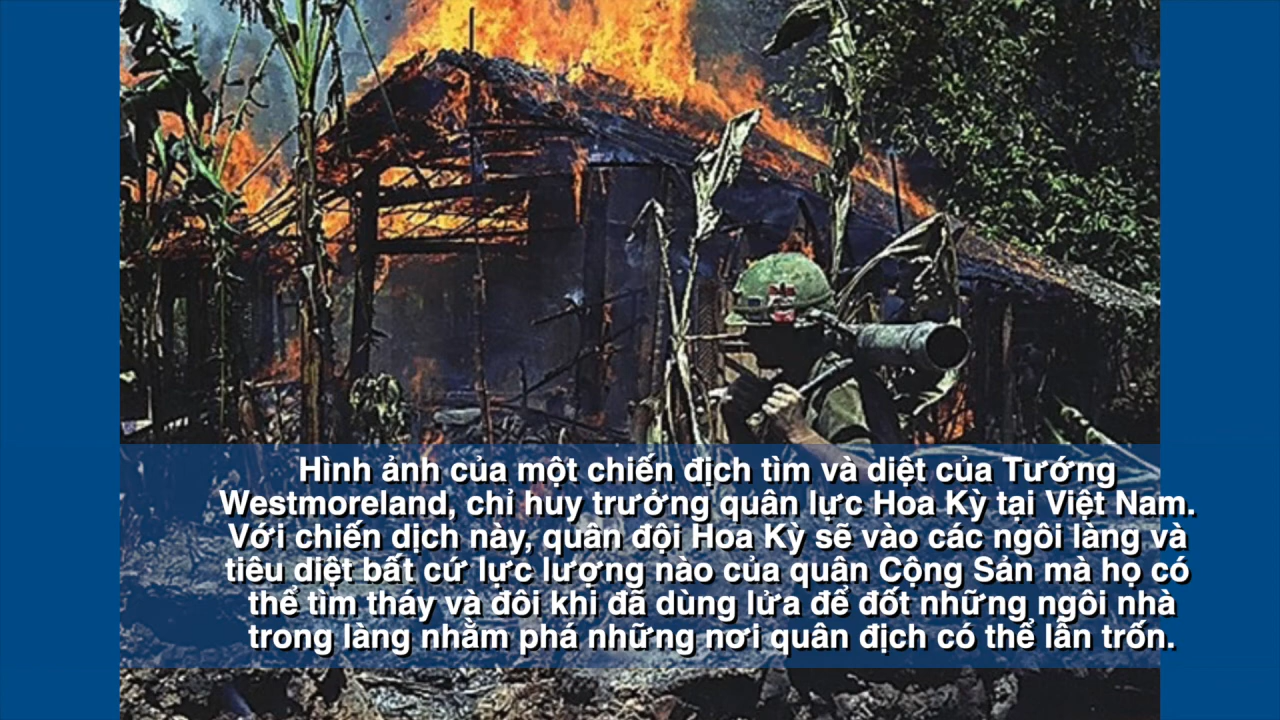 Hình ảnh của một chiến địch tìm và diệt của Tướng
Westmoreland, chỉ huy trưởng quân lực Hoa Kỳ tại Việt Nam.
Với chiến dịch này, quân đội Hoa Kỳ sẽ vào các ngôi làng và
tiêu diệt bất cứ lực lượng nào của quân Cộng Sản mà họ có
thể tìm tháy và đôi khi đã dùng lửa để đốt những ngôi nhà
trong làng nhằm phá những nơi quân địch có thể lẫn trốn.